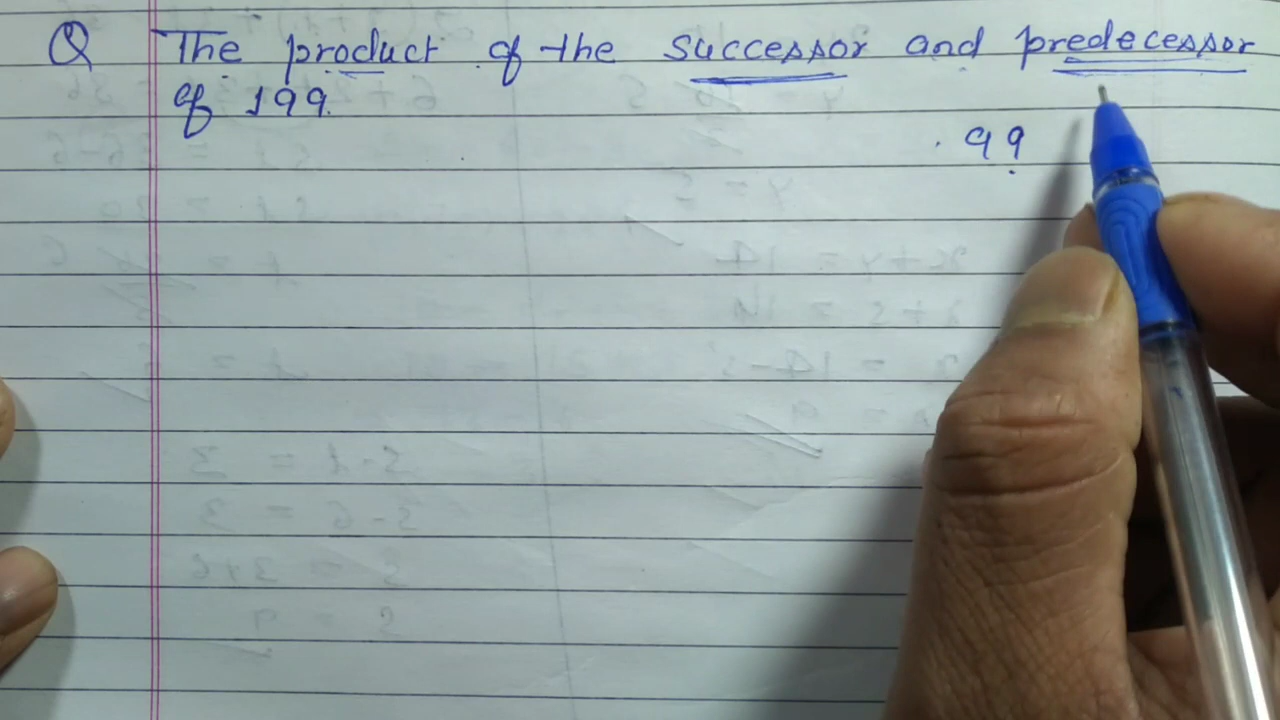 Q The product of the successor and predecessor
of 199.
99